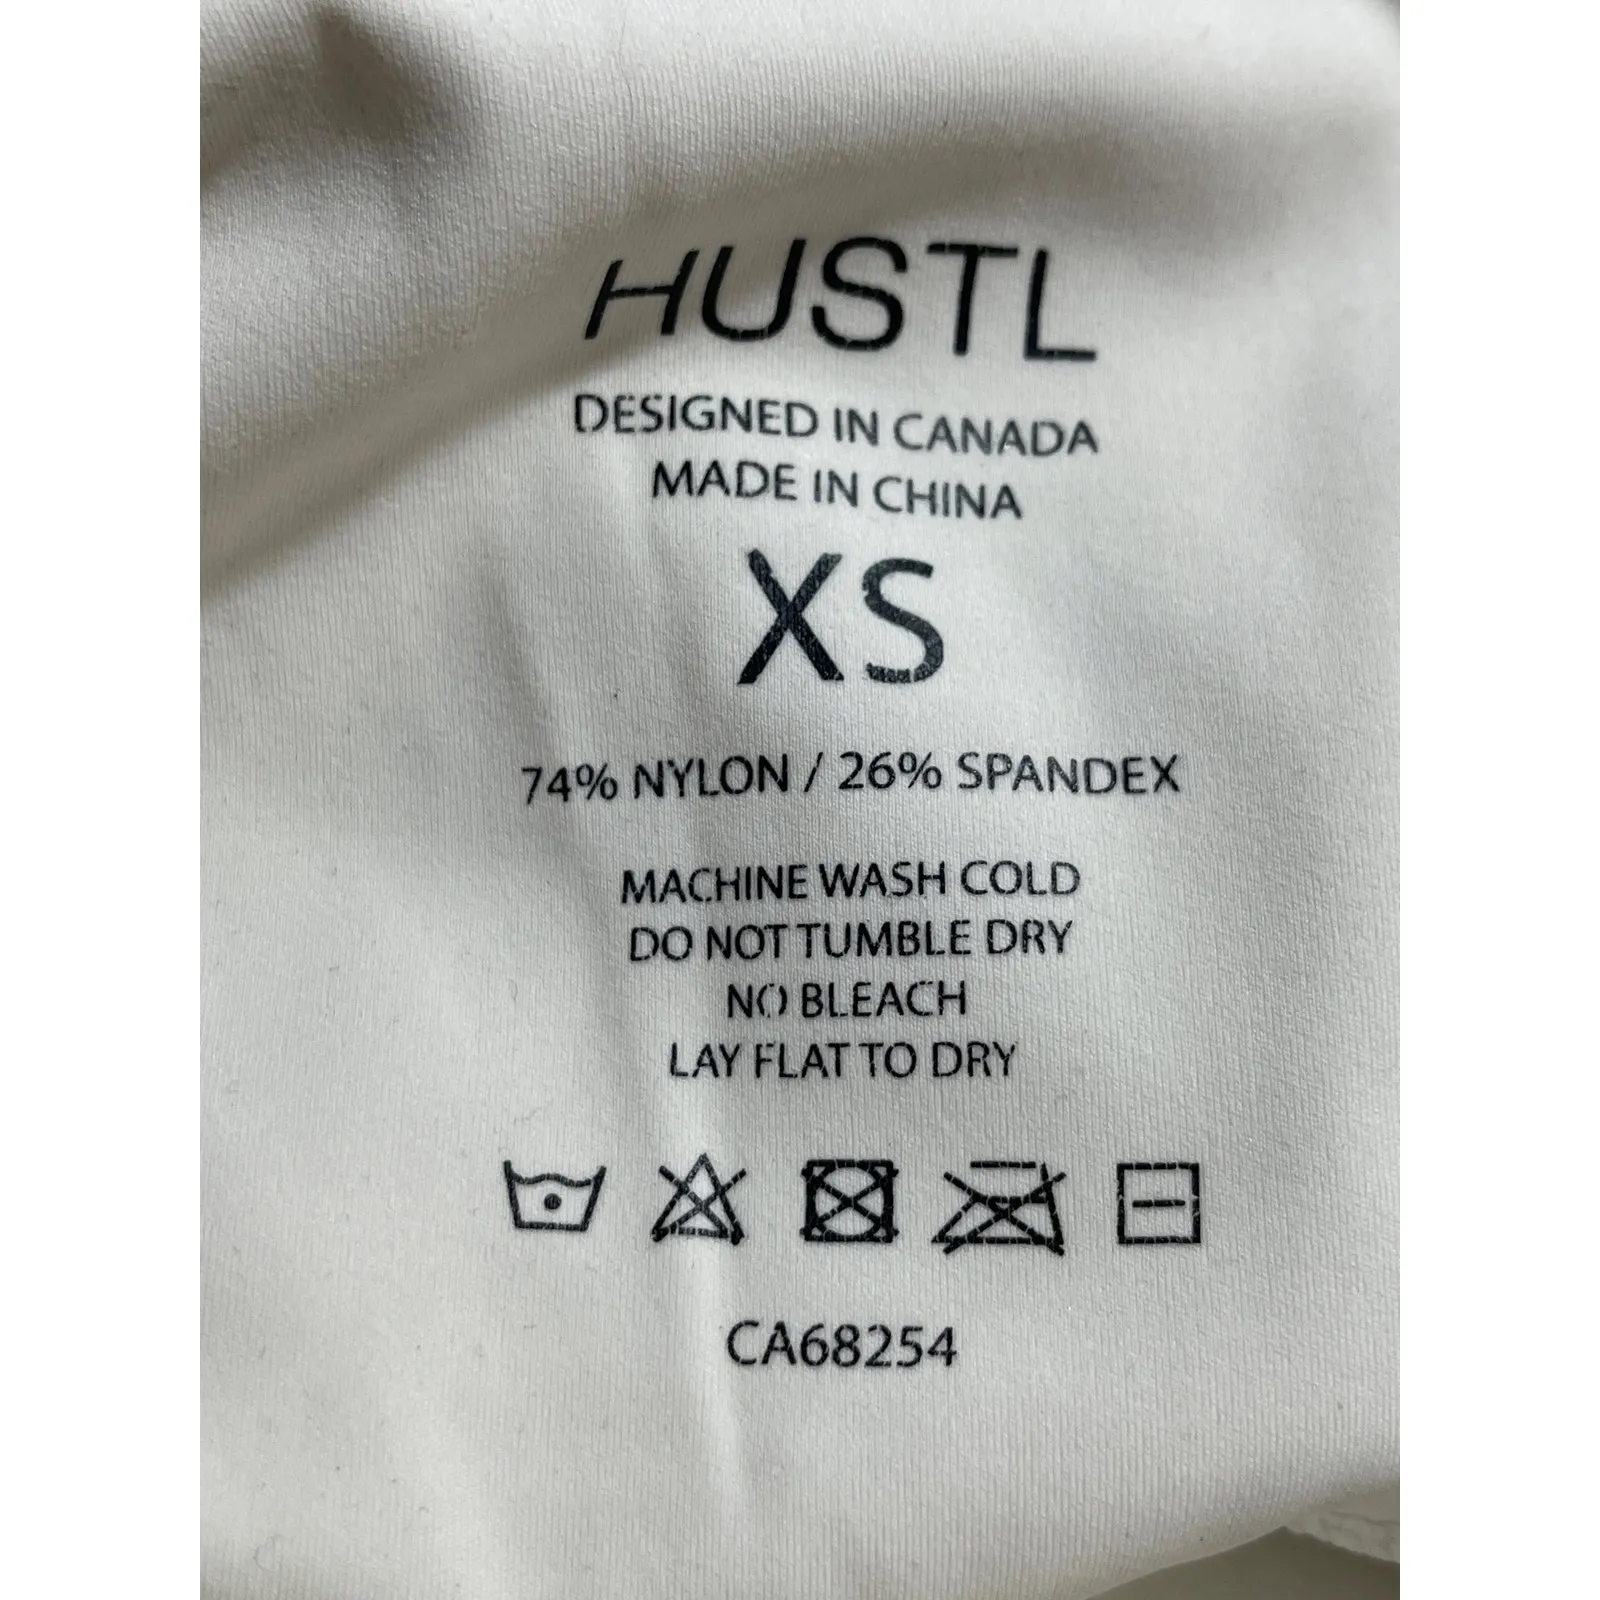 HUSTL
DESIGNED IN CANADA
MADE IN CHINA
XS
74% NYLON / 26% SPANDEX
MACHINE WASH COLD
DO NOT TUMBLE DRY
NO BLEACH
LAY FLAT TO DRY
CA68254